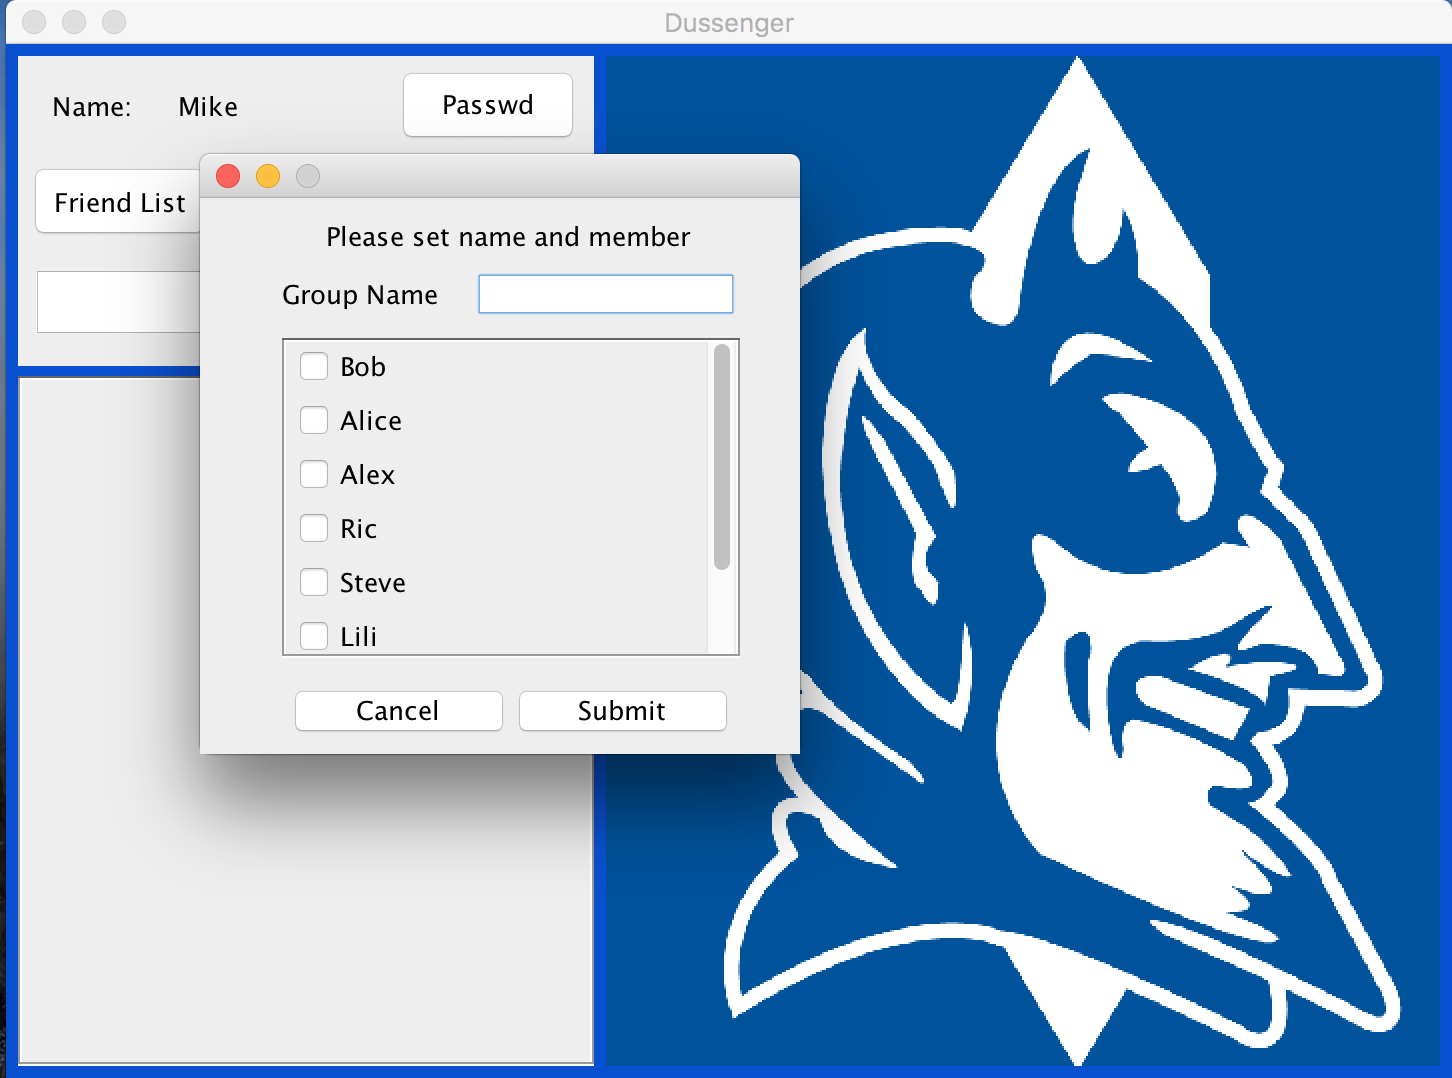 Dussenger
Name: Mike
Passwd
Friend List
Please set name and member
Group Name
Bob
Alice
Alex
Ric
Steve
Lili
Cancel Submit